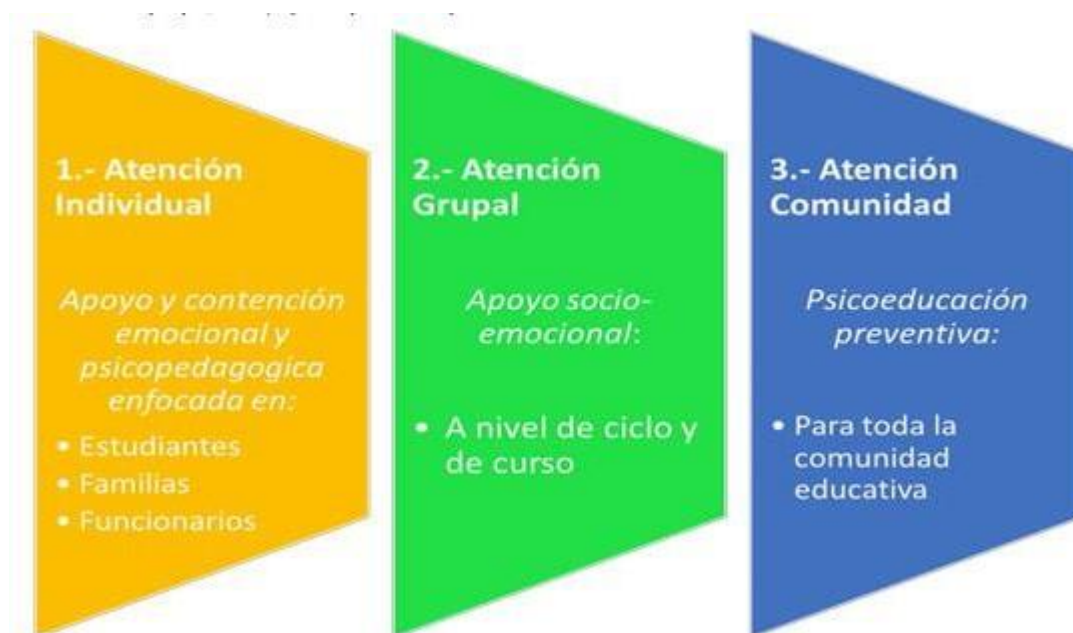 1.- Atención
Individual
Apoyo y contención
emocional y
psicopedagogica
enfocada en:
• Estudiantes
• Familias
• Funcionarios
2.- Atención
Grupal
Apoyo socio-
emocional:
• A nivel de ciclo y
de curso
3.- Atención
Comunidad
Psicoeducación
preventiva:
• Para toda la
comunidad
educativa